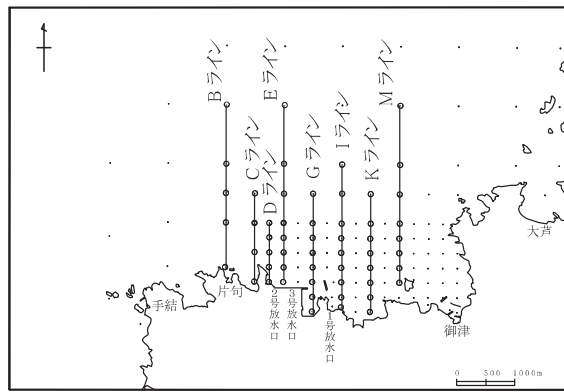 Bライン
Cライン
Dライン
Eライン
Gライン
Iライン
Kライン
Mライン
大芦
片句
手結
2号放水口
3号放水口
1号放水口
御津
0 500 1000m